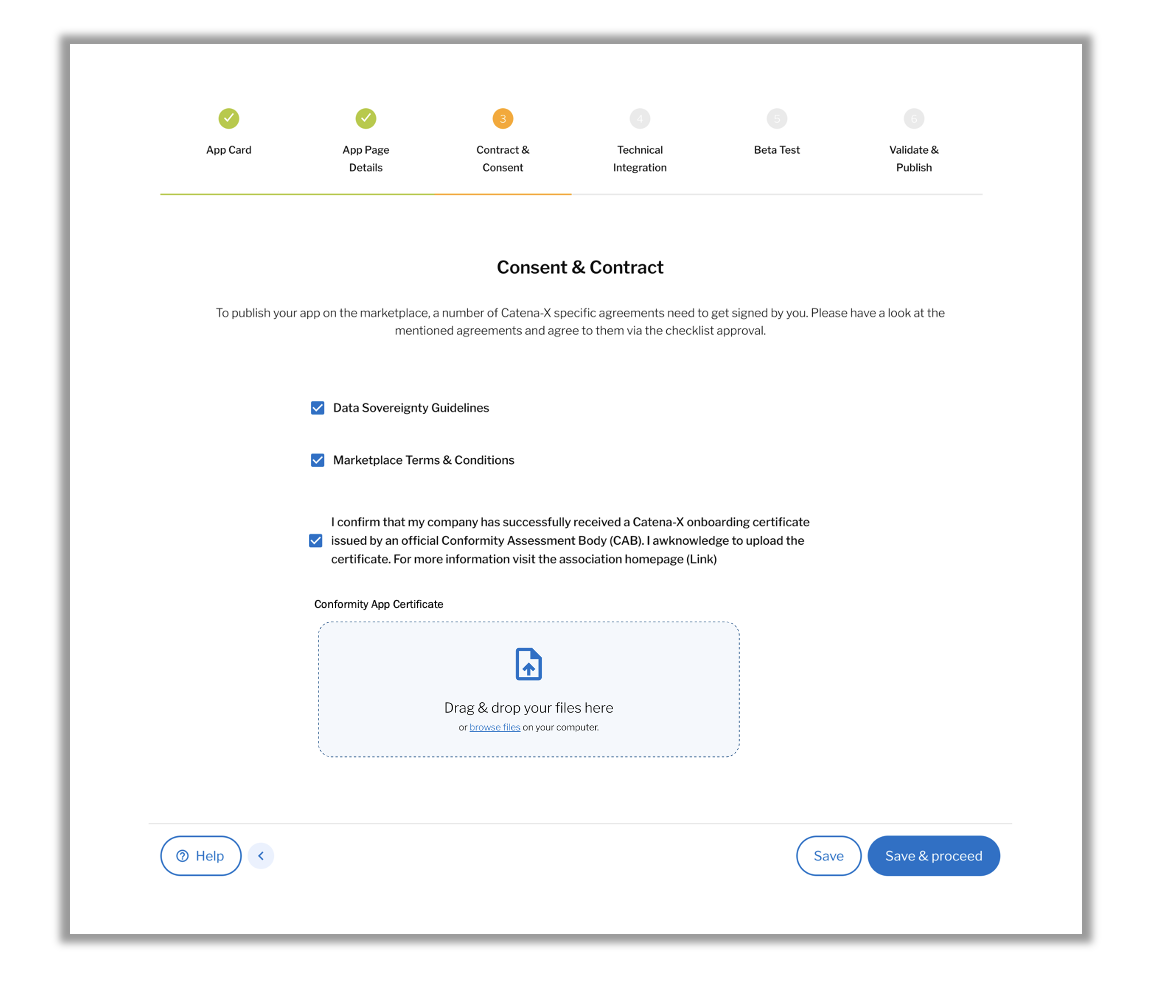 3
4
5
6
App Card
App Page
Details
Contract &
Consent
Technical
Integration
Beta Test
Validate &
Publish
Consent & Contract
To publish your app on the marketplace, a number of Catena-X specific agreements need to get signed by you. Please have a look at the
mentioned agreements and agree to them via the checklist approval.
Data Sovereignty Guidelines
Marketplace Terms & Conditions
I confirm that my company has successfully received a Catena-X onboarding certificate
issued by an official Conformity Assessment Body (CAB). I awknowledge to upload the
certificate. For more information visit the association homepage (Link)
Conformity App Certificate
Drag & drop your files here
or browse files on your computer.
Help
Save
Save & proceed